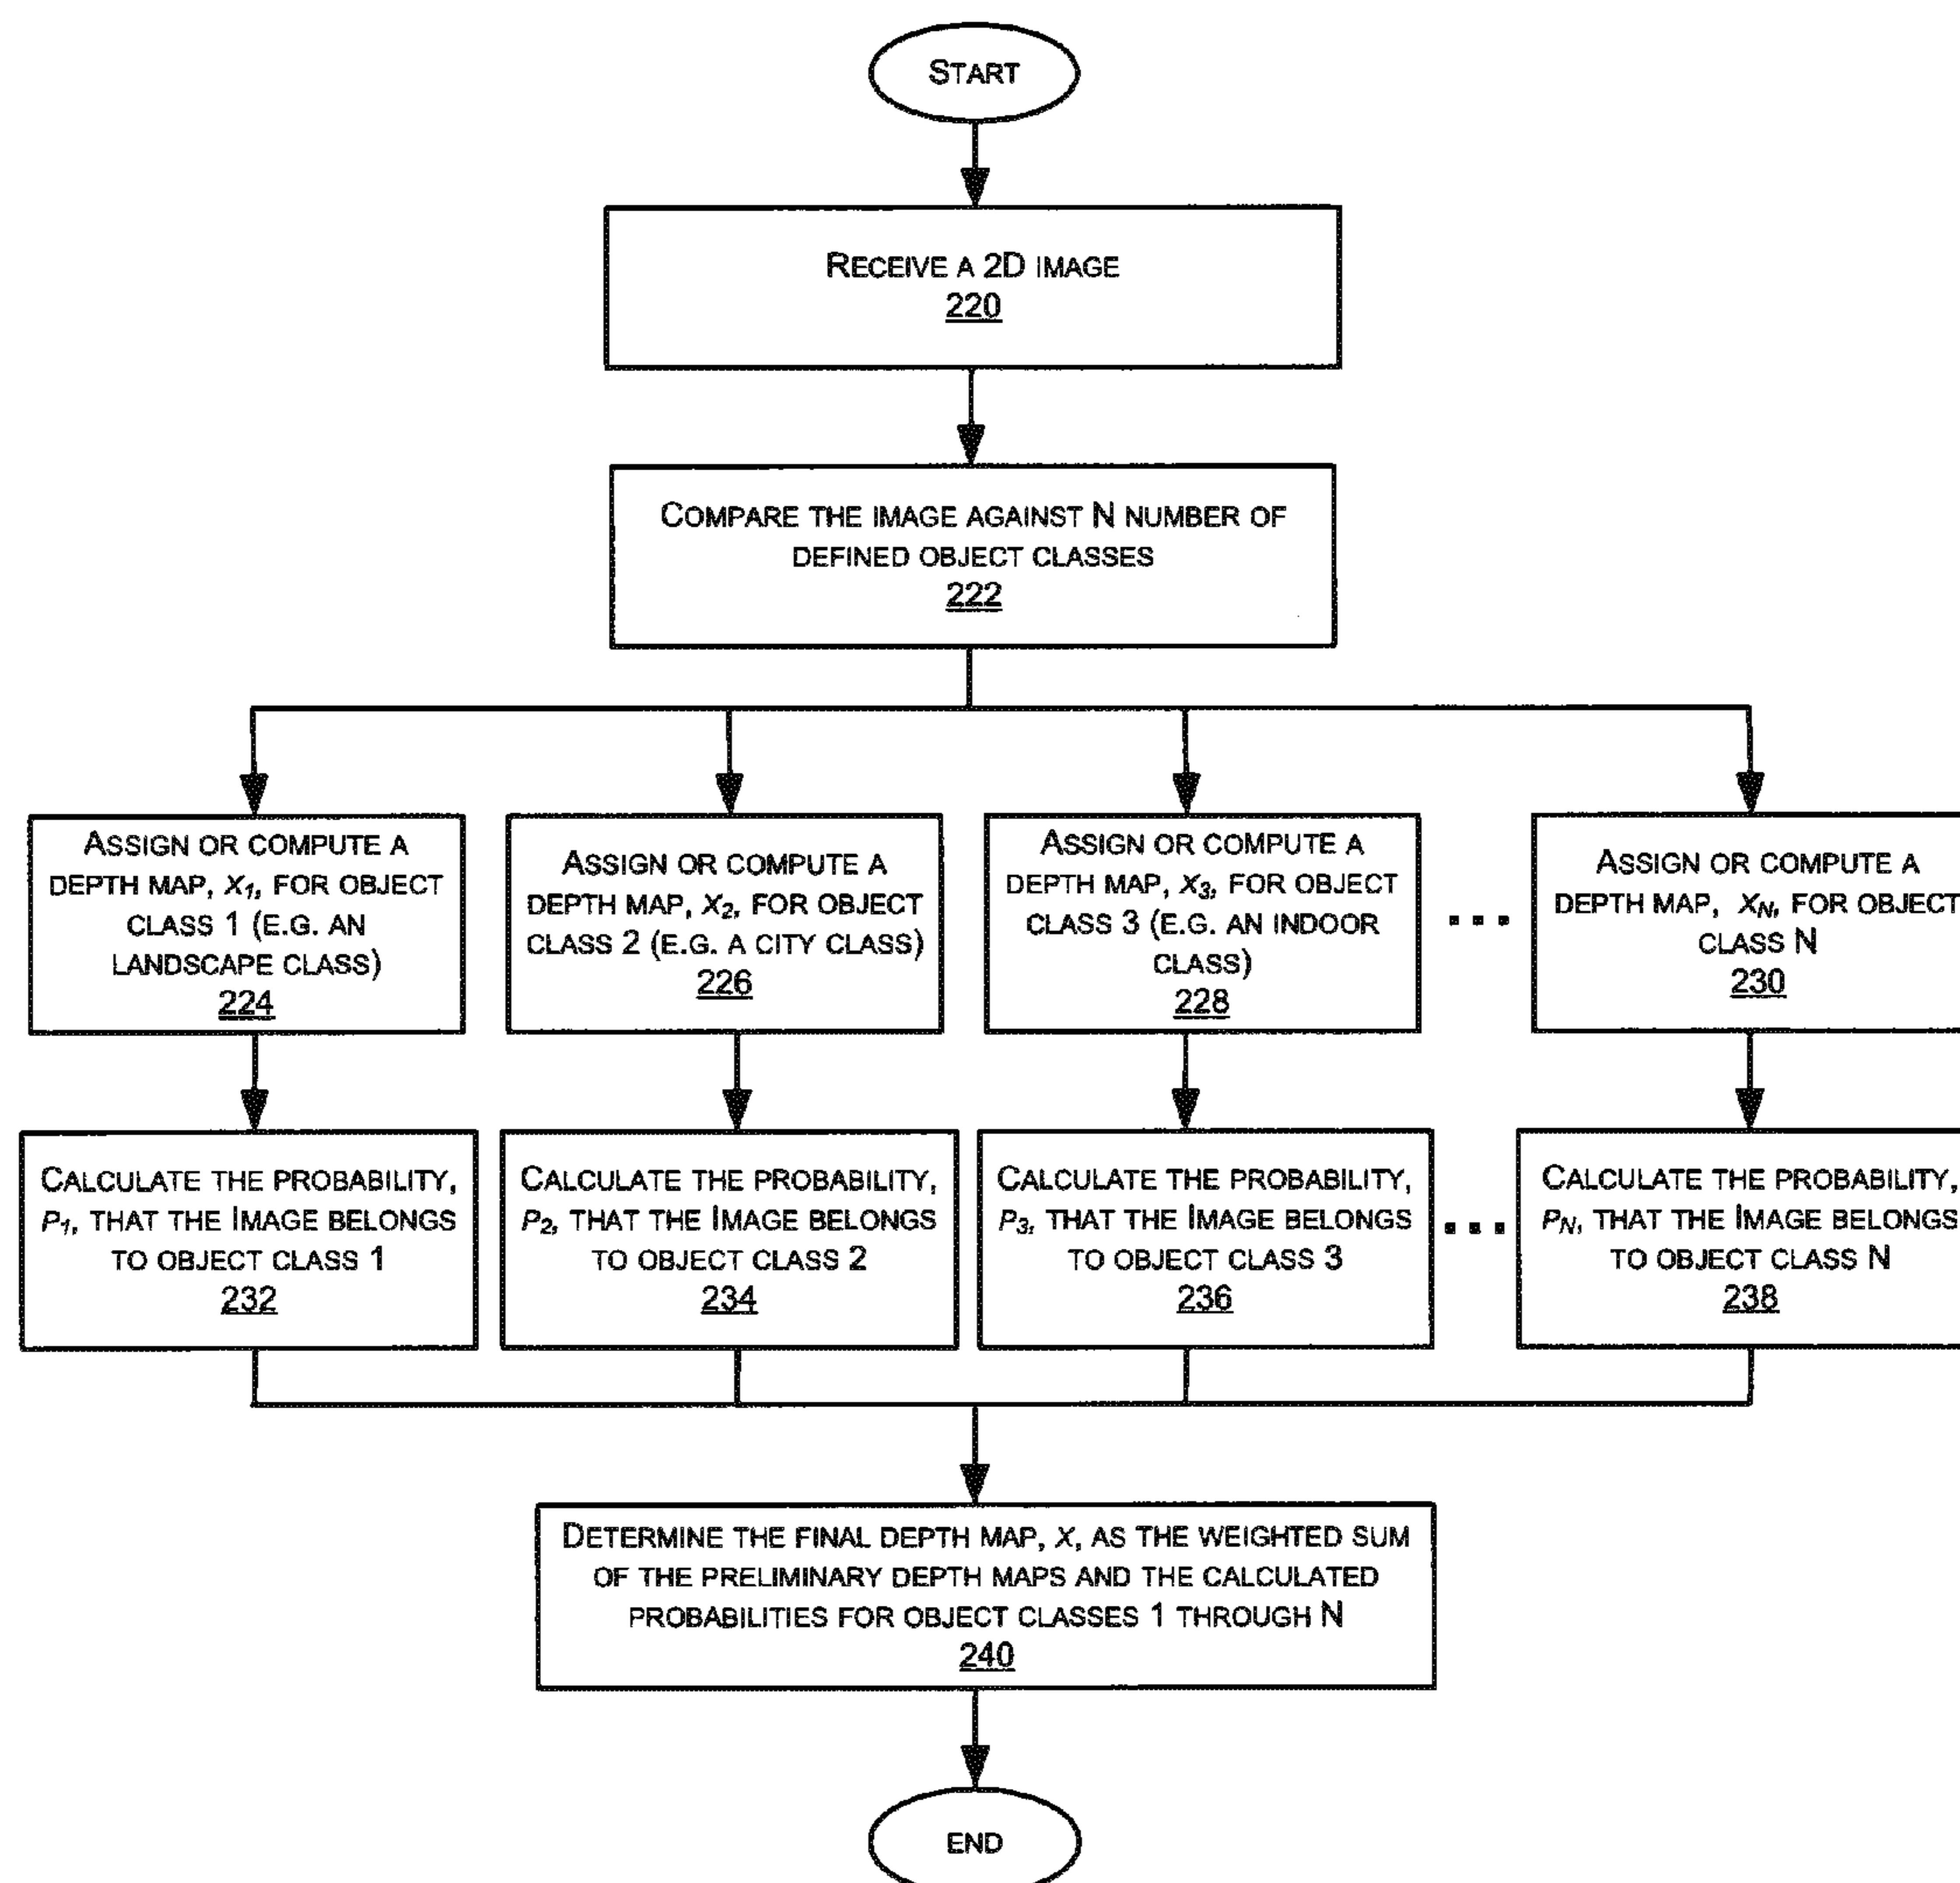 START
RECEIVE A 2D IMAGE
220
COMPARE THE IMAGE AGAINST N NUMBER OF
DEFINED OBJECT CLASSES
222
ASSIGN OR COMPUTE A
DEPTH MAP, X1, FOR OBJECT
CLASS 1 (E.G. AN
LANDSCAPE CLASS)
224
ASSIGN OR COMPUTE A
DEPTH MAP, X2, FOR OBJECT
CLASS 2 (E.G. A CITY CLASS)
226
ASSIGN OR COMPUTE A
DEPTH MAP, X3, FOR OBJECT
CLASS 3 (E.G. AN INDOOR
CLASS)
228
...
ASSIGN OR COMPUTE A
DEPTH MAP, XN, FOR OBJECT
CLASS N
230
CALCULATE THE PROBABILITY,
P1, THAT THE IMAGE BELONGS
TO OBJECT CLASS 1
232
CALCULATE THE PROBABILITY,
P2, THAT THE IMAGE BELONGS
TO OBJECT CLASS 2
234
CALCULATE THE PROBABILITY,
P3, THAT THE IMAGE BELONGS
TO OBJECT CLASS 3
236
...
CALCULATE THE PROBABILITY,
PN, THAT THE IMAGE BELONGS
TO OBJECT CLASS N
238
DETERMINE THE FINAL DEPTH MAP, X, AS THE WEIGHTED SUM
OF THE PRELIMINARY DEPTH MAPS AND THE CALCULATED
PROBABILITIES FOR OBJECT CLASSES 1 THROUGH N
240
END